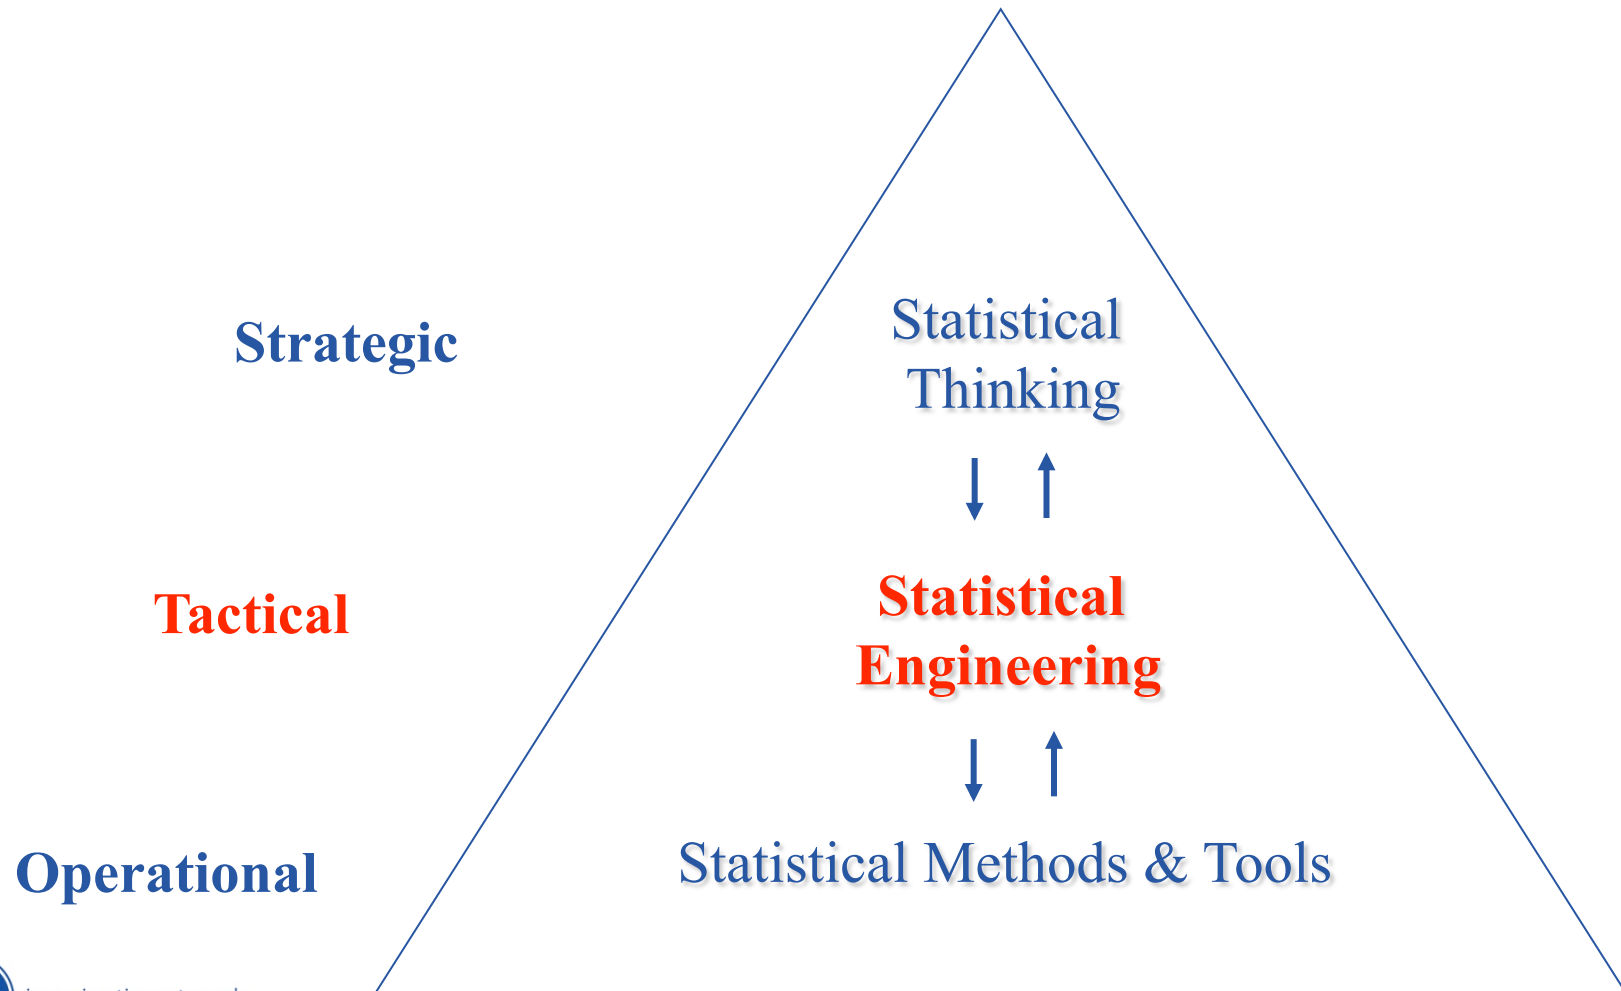 Strategic
Statistical
Thinking
Tactical
Statistical
Engineering
Operational
Statistical Methods & Tools